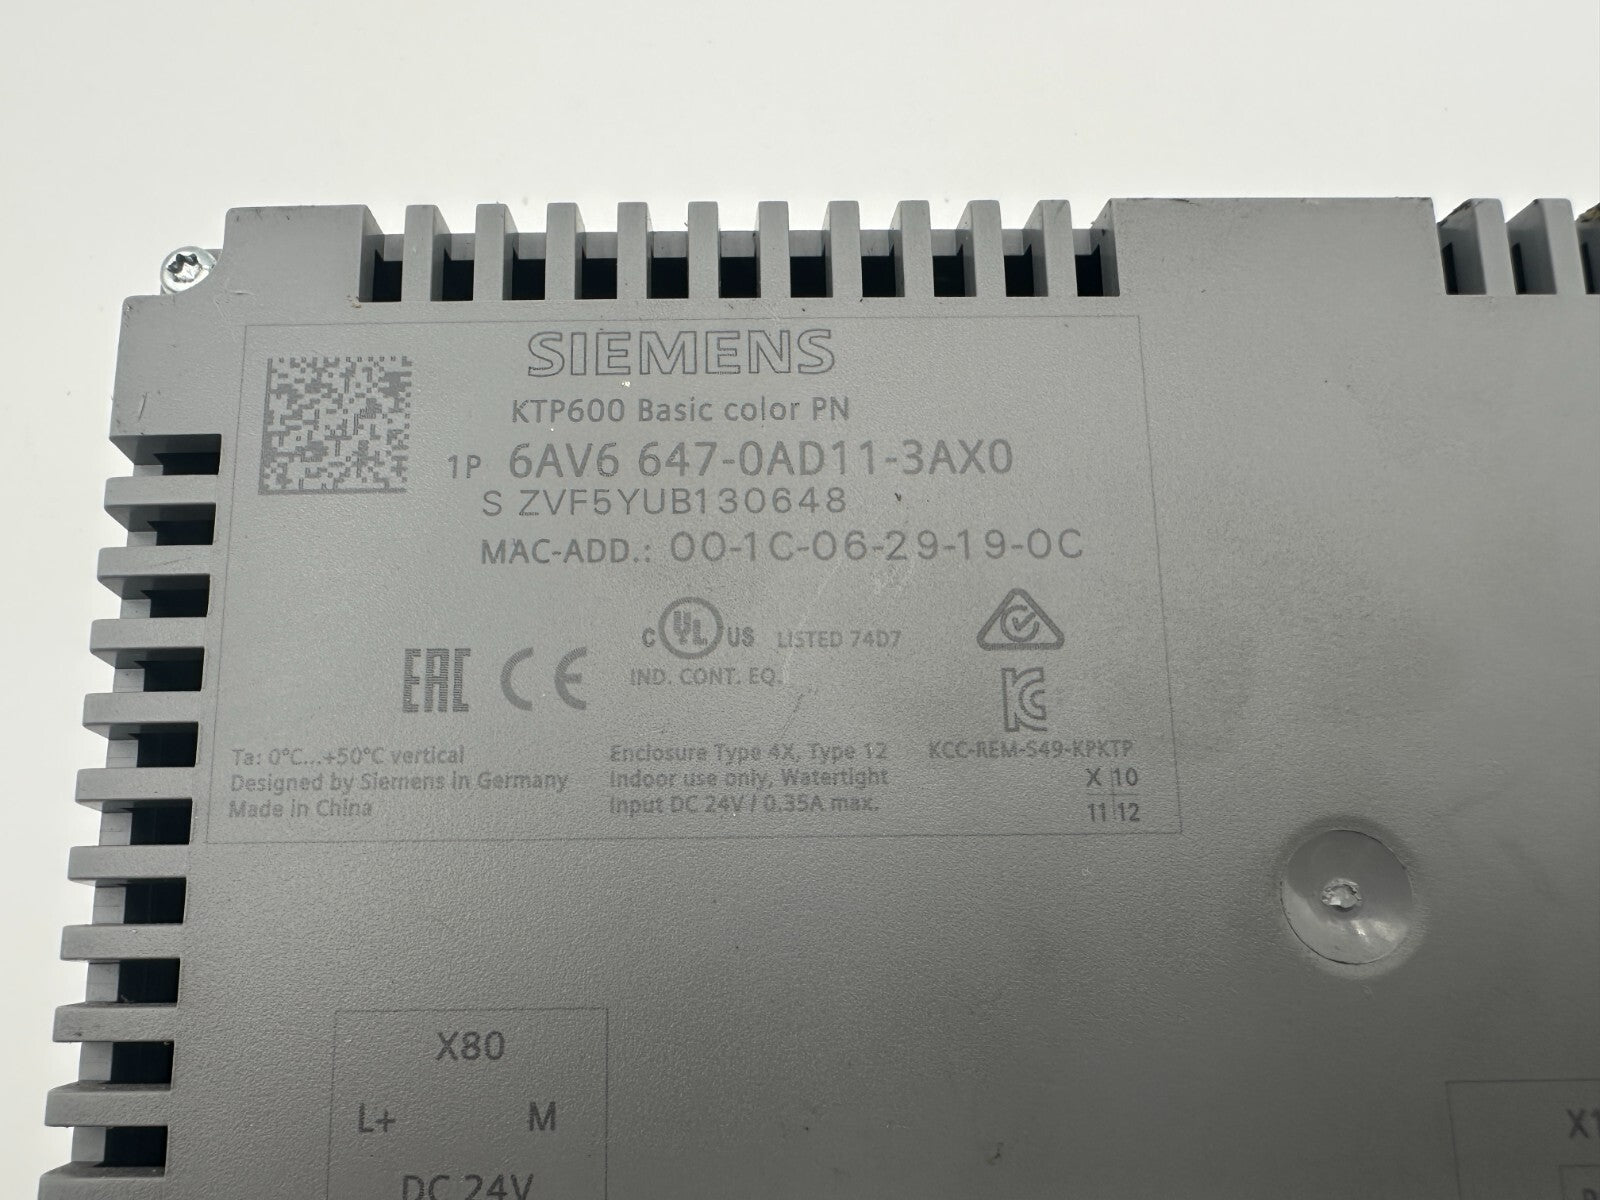 SIEMENS
KTP600 Basic color PN
1P 6AV6 647-0AD11-3AX0
S ZVF5YUB130648
MAC-ADD.: 00-1C-06-29-19-0C
C UL US LISTED 74D7
IND. CONT. EQ.
EAC CE
Ta: 0°C...+50°C vertical
Designed by Siemens in Germany
Made in China
Enclosure Type 4X, Type 12
Indoor use only, Watertight
Input DC 24V / 0.35A max.
KCC-REM-S49-KPKTP
X 10
11 12
X80
L+ M
DC 24V